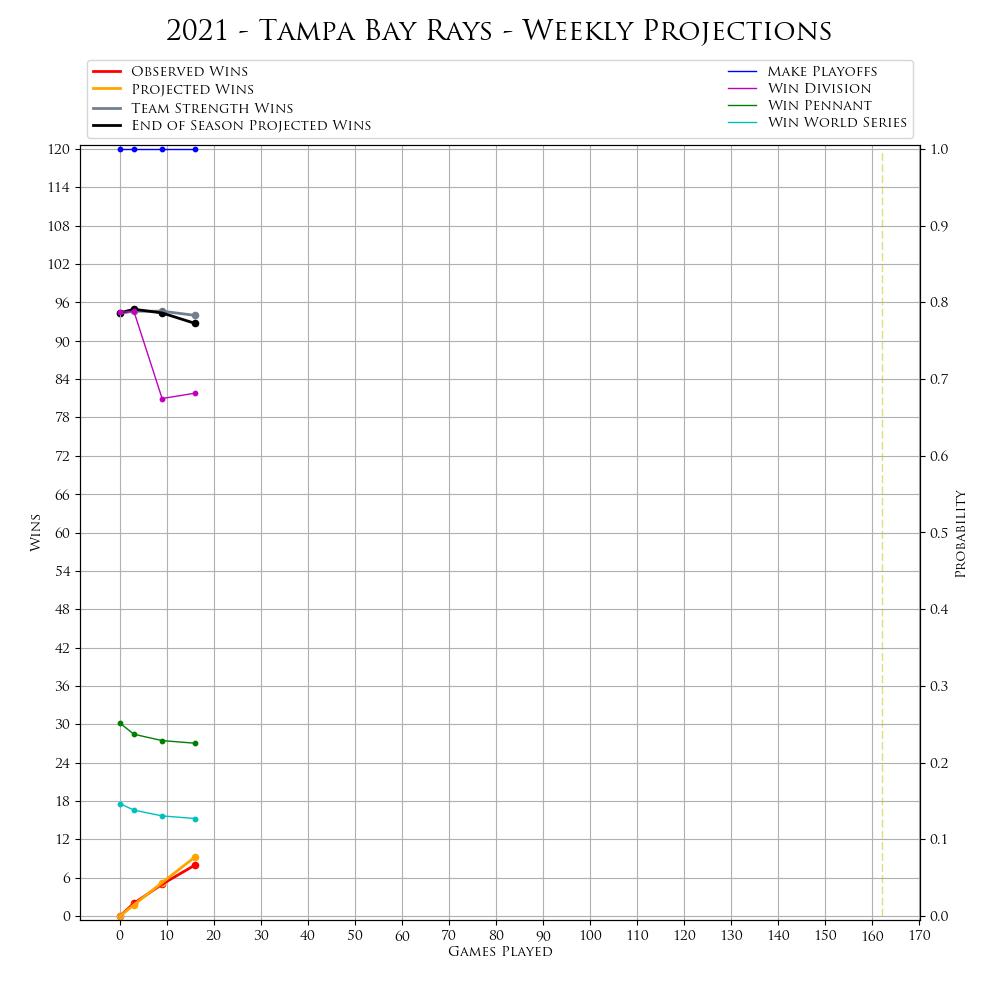 2021 - Tampa Bay Rays - Weekly Projections
Observed Wins
Projected Wins
Team Strength Wins
End of Season Projected Wins
Make Playoffs
Win Division
Win Pennant
Win World Series
120
114
108
102
96
90
84
78
72
66
60
54
48
42
36
30
24
18
12
6
0
Wins
1.0
0.9
0.8
0.7
0.6
0.5
0.4
0.3
0.2
0.1
0.0
Probability
0 10 20 30 40 50 60 70 80 90 100 110 120 130 140 150 160 170
Games Played